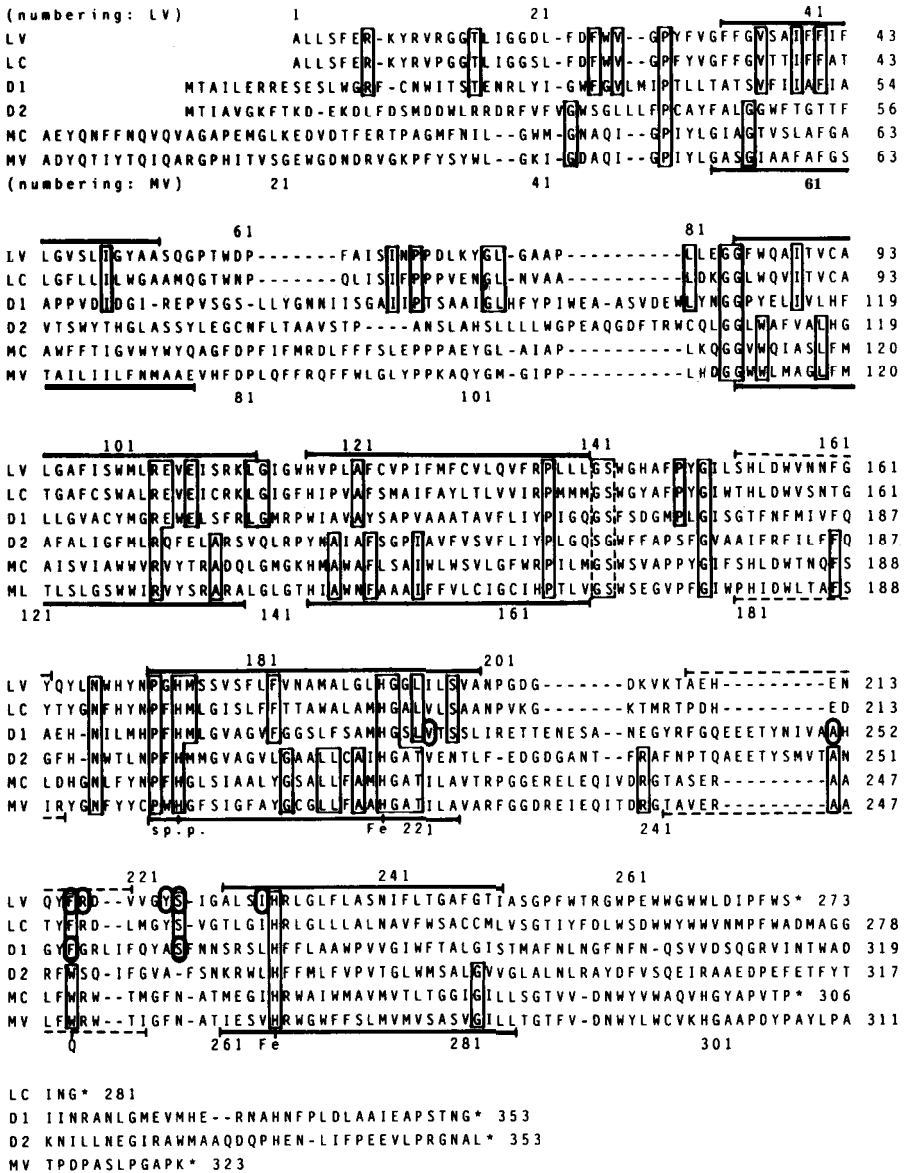 (numbering: LV) 1 21 41
LV ALLSFER-KYRVRGGTLIGGDL-FDFWV--GPYFVGFFGVSAIFFIF 43
LC ALLSFER-KYRVPGGTLIGGSL-FDFWV--GPFYVGFFGVTTIFFAT 43
D1 MTAILERRESESLWGRF-CNWITSTENRLYI-GWFGVLMIPTLLTATSVFIIAFIA 54
D2 MTIAVGKFTKD-EKDLFDSMDDWLRRDRFVFVGWSGLLLFPCAYFALGGWFTGTTF 56
MC AEYQNFFNQVQVAGAPEMGLKEDVDTFERTPAGMFNIL--GWM-GNAQI--GPIYLGIAGTVSLAFGA 63
MV ADYQTIYTQIQARGPHITVSGEWGDNDRVGKPFYSYWL--GKI-GDAQI--GPIYLGASGIAAFAFGS 63
(numbering: MV) 21 41 61
61 81
LV LGVSLIGYAASQGPTWDP------FAISINPPDLKYGL-GAAP---------LLEGGFWQAITVCA 93
LC LGFLLILWGAAMQGTWNP------QLISIFPPPVENGL-NVAA---------LDKGGLWQVITTCA 93
D1 APPVDIDGI-REPVSGS-LLYGNNIISGAIIPTSAAIGLHFYPIWEA-ASVDEWLYNGGPYELIVLHF 119
D2 VTSWYTHGLASSYLEGCNFLTAAVSTP----ANSLAHSLLLLWGPEAQGDFTRWCQLGGLWAFVALHG 119
MC AWFFTIGVWYWYQAGFDPFIFMRDLFFFSLEPPPAEYGL-AIAP---------LKQGGVWQIASLFM 120
MV TAILIILFNMAAEVHFDPLQFFRQFFWLGLYPPKAQYGM-GIPP---------LHDGGWWLMAGLFM 120
81 101
101 121 141 161
LV LGAFISWMLREVEISRKLGIGWHVPLAFCVPIFMFCVLQVFRPLLLGSWGHAFPYGILSHLDWVNNFG 161
LC TGAFCSWALREVEICRKLGIGFHIPVAFSMAIFAYLTLVVIRPMMMGSWGYAFPYGIWTHLDWVSNTG 161
D1 LLGVACYMGREWELSFRLGMRPWIAVAYSAPVAAATAVFLIYPIGQGSFSDGMPLGISGTFNFMIVFQ 187
D2 AFALIGFMLRQFELARSVQLRPYNAIAFSGPIAVFVSVFLIYPLGQSGWFFAPSFGVAAIFRFILFFQ 187
MC AISVIAWWVRVYTRADQLGMGKHMAWAFLSAIWLWSVLGFWRPILMGSWSVAPPYGIFSHLDWTNQFS 188
ML TLSLGSWWIRVYSRARALGLGTHIAWNFAAAIFFVLCIGCIHPTLVGSWSEGVPFGIWPHIDWLTAFS 188
121 141 161 181
181 201
LV YQYLNWHYNPGHMSSVSFLFVNAMALGLHGGLILSVANPGDG-------DKVKTAEH------EN 213
LC YTYGNFHYNPFHMLGISLFFTTAWALAMHGALVLSAANPVKG-------KTMRTPDH------ED 213
D1 AEH-NILMHPFHMLGVAGVFGGSLFSAMHGSLVTSSLIRETTENESA--NEGYRFGQEEETYNIVAAH 252
D2 GFH-NWTLNPFHMMGVAGVLGAALLCAIHGATVENTLF-EDGDGANT--FRAFNPTQAEETYSMVTAN 251
MC LDHGNLFYNPFHGLSIAALYGSALLFAMHGATILAVTRPGGERELEQIVDRGTASER------AA 247
MV IRYGNFYYCPWHGFSIGFAYGCGLLFAAHGATILAVARFGGDREIEQITDRGTAVER------AA 247
sp.p. Fe 221 241
221 241 261
LV QYFRD--VVGYS-IGALSIHRLGLFLASNIFLTGAFGTIASGPFWTRGWPEWWGWWLDIPFWS* 273
LC TYFRD--LMGYS-VGTLGIHRLGLLLALNAVFWSACCMLVSGTIYFDLWSDWWYWWVNMPFWADMAGG 278
D1 GYFGRLIFQYASFNNSRSLHFFLAAWPVVGIWFTALGISTMAFNLNGFNFN-QSVVDSQGRVINTWAD 319
D2 RFWSQ-IFGVA-FSNKRWLHFFMLFVPVTGLWMSALGVVGLALNLRAYDFVSQEIRAAEDPEFETFYT 317
MC LFWRW--TMGFN-ATMEGIHRWAIWMAVMVTLTGGIGILLSGTVV-DNWYVWAQVHGYAPVTP* 306
MV LFWRW--TIGFN-ATIESVHRWGWFFSLMVMVSASVGILLTGTFV-DNWYLWCVKHGAAPDYPAYLPA 311
Q 261 Fe 281 301
LC ING* 281
D1 IINRANLGMEVMHE--RNAHNFPLDLAAIEAPSTNG* 353
D2 KNILLNEGIRAWMAAQDQPHEN-LIFPEEVLPRGNAL* 353
MV TPDPASLPGAPK* 323